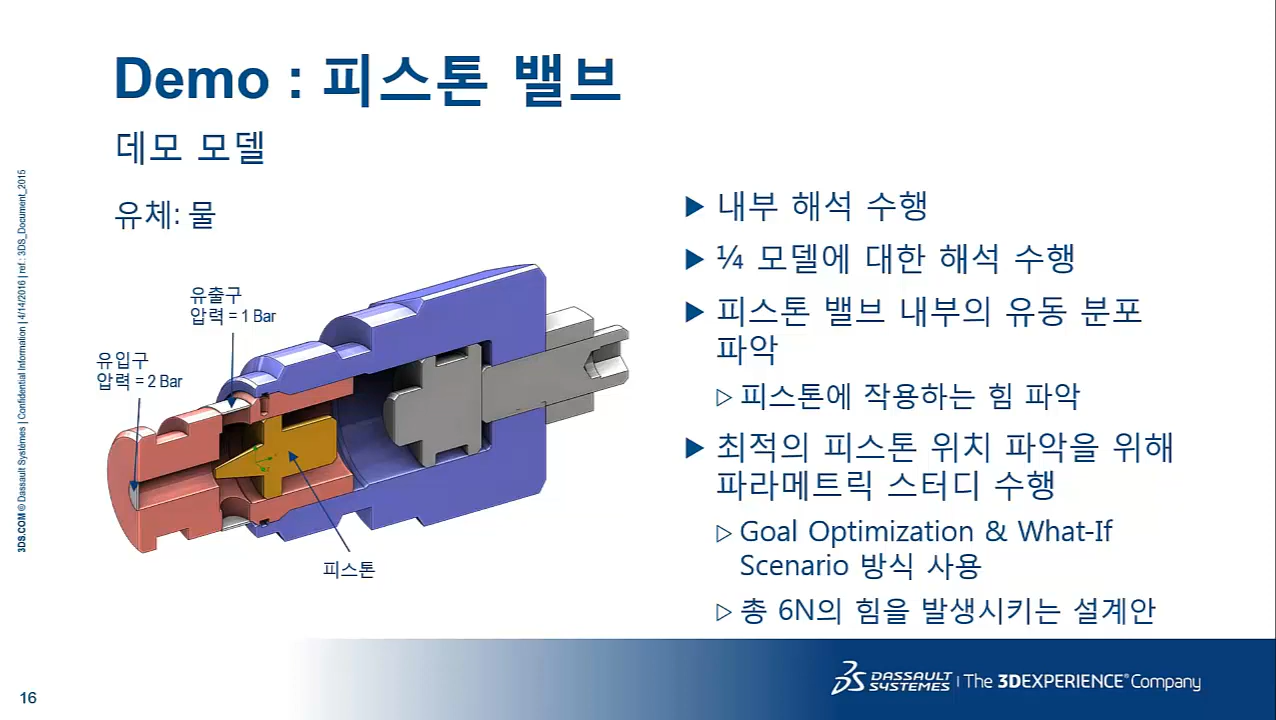 Demo : 피스톤 밸브
데모 모델
유체: 물
유출구
압력 = 1 Bar
유입구
압력 = 2 Bar
피스톤
내부 해석 수행
¼ 모델에 대한 해석 수행
피스톤 밸브 내부의 유동 분포
파악
피스톤에 작용하는 힘 파악
최적의 피스톤 위치 파악을 위해
파라메트릭 스터디 수행
Goal Optimization & What-If
Scenario 방식 사용
총 6N의 힘을 발생시키는 설계안
3DS.COM © Dassault Systèmes | Confidential Information | 4/14/2016 | ref.: 3DS_Document_2015
16
DASSAULT
SYSTEMES | The 3DEXPERIENCE® Company